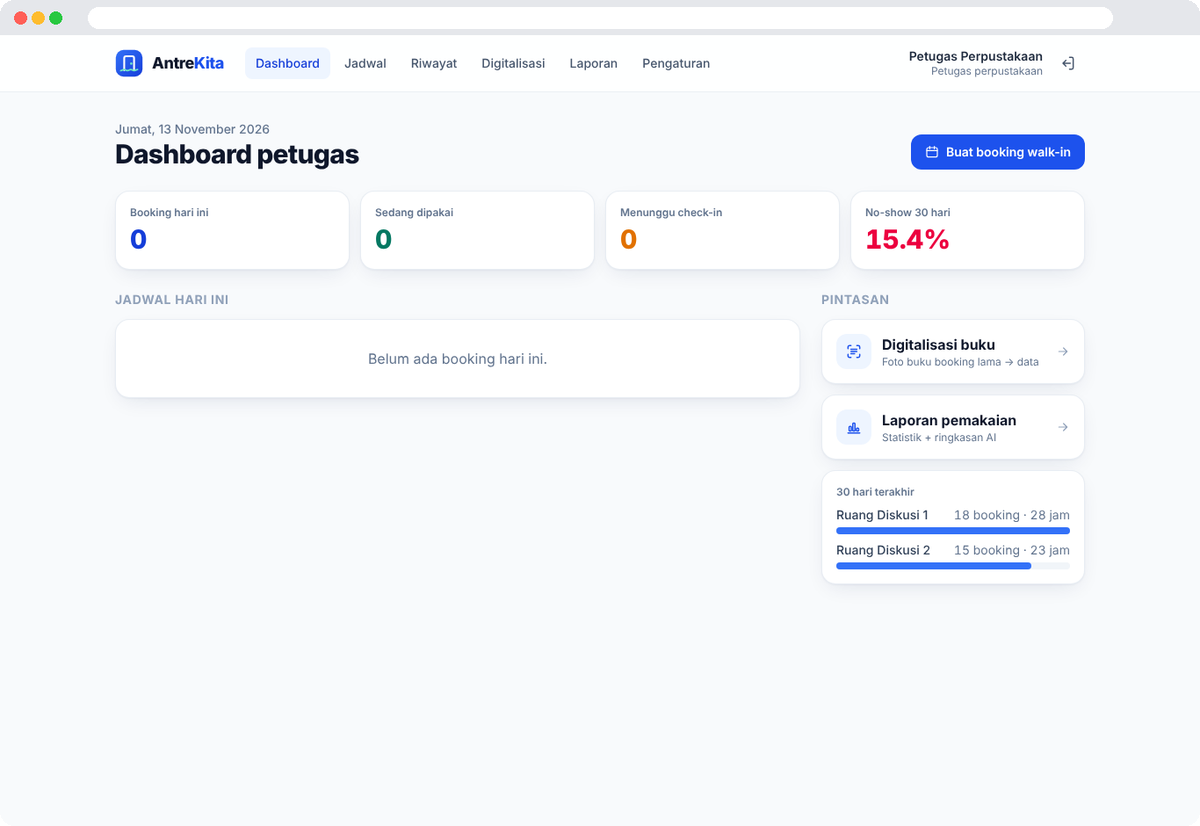 AntreKita
Dashboard
Jadwal
Riwayat
Digitalisasi
Laporan
Pengaturan
Petugas Perpustakaan
Petugas perpustakaan
Jumat, 13 November 2026
Dashboard petugas
Buat booking walk-in
Booking hari ini
0
Sedang dipakai
0
Menunggu check-in
0
No-show 30 hari
15.4%
JADWAL HARI INI
Belum ada booking hari ini.
PINTASAN
Digitalisasi buku
Foto buku booking lama → data
Laporan pemakaian
Statistik + ringkasan AI
30 hari terakhir
Ruang Diskusi 1 18 booking · 28 jam
Ruang Diskusi 2 15 booking · 23 jam